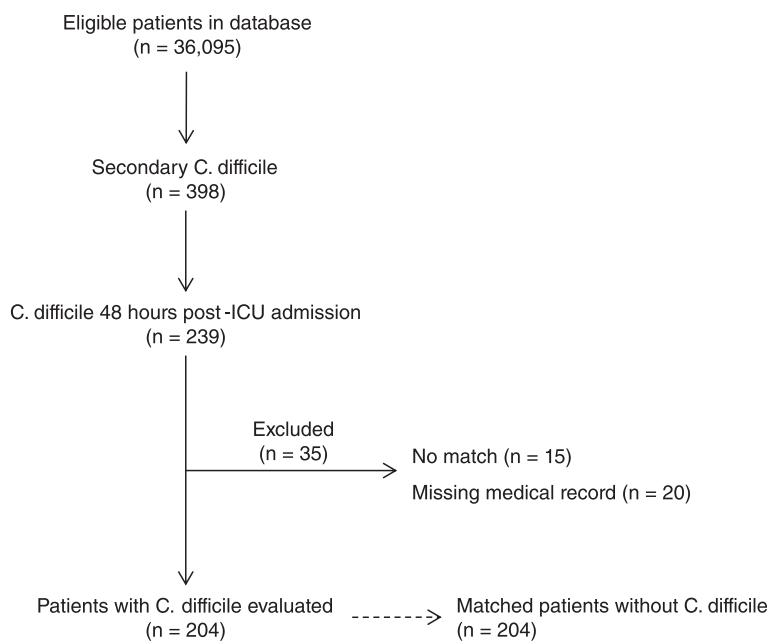 Eligible patients in database
(n = 36,095)
Secondary C. difficile
(n = 398)
C. difficile 48 hours post-ICU admission
(n = 239)
Excluded
(n = 35)
No match (n = 15)
Missing medical record (n = 20)
Patients with C. difficile evaluated
(n = 204)
Matched patients without C. difficile
(n = 204)